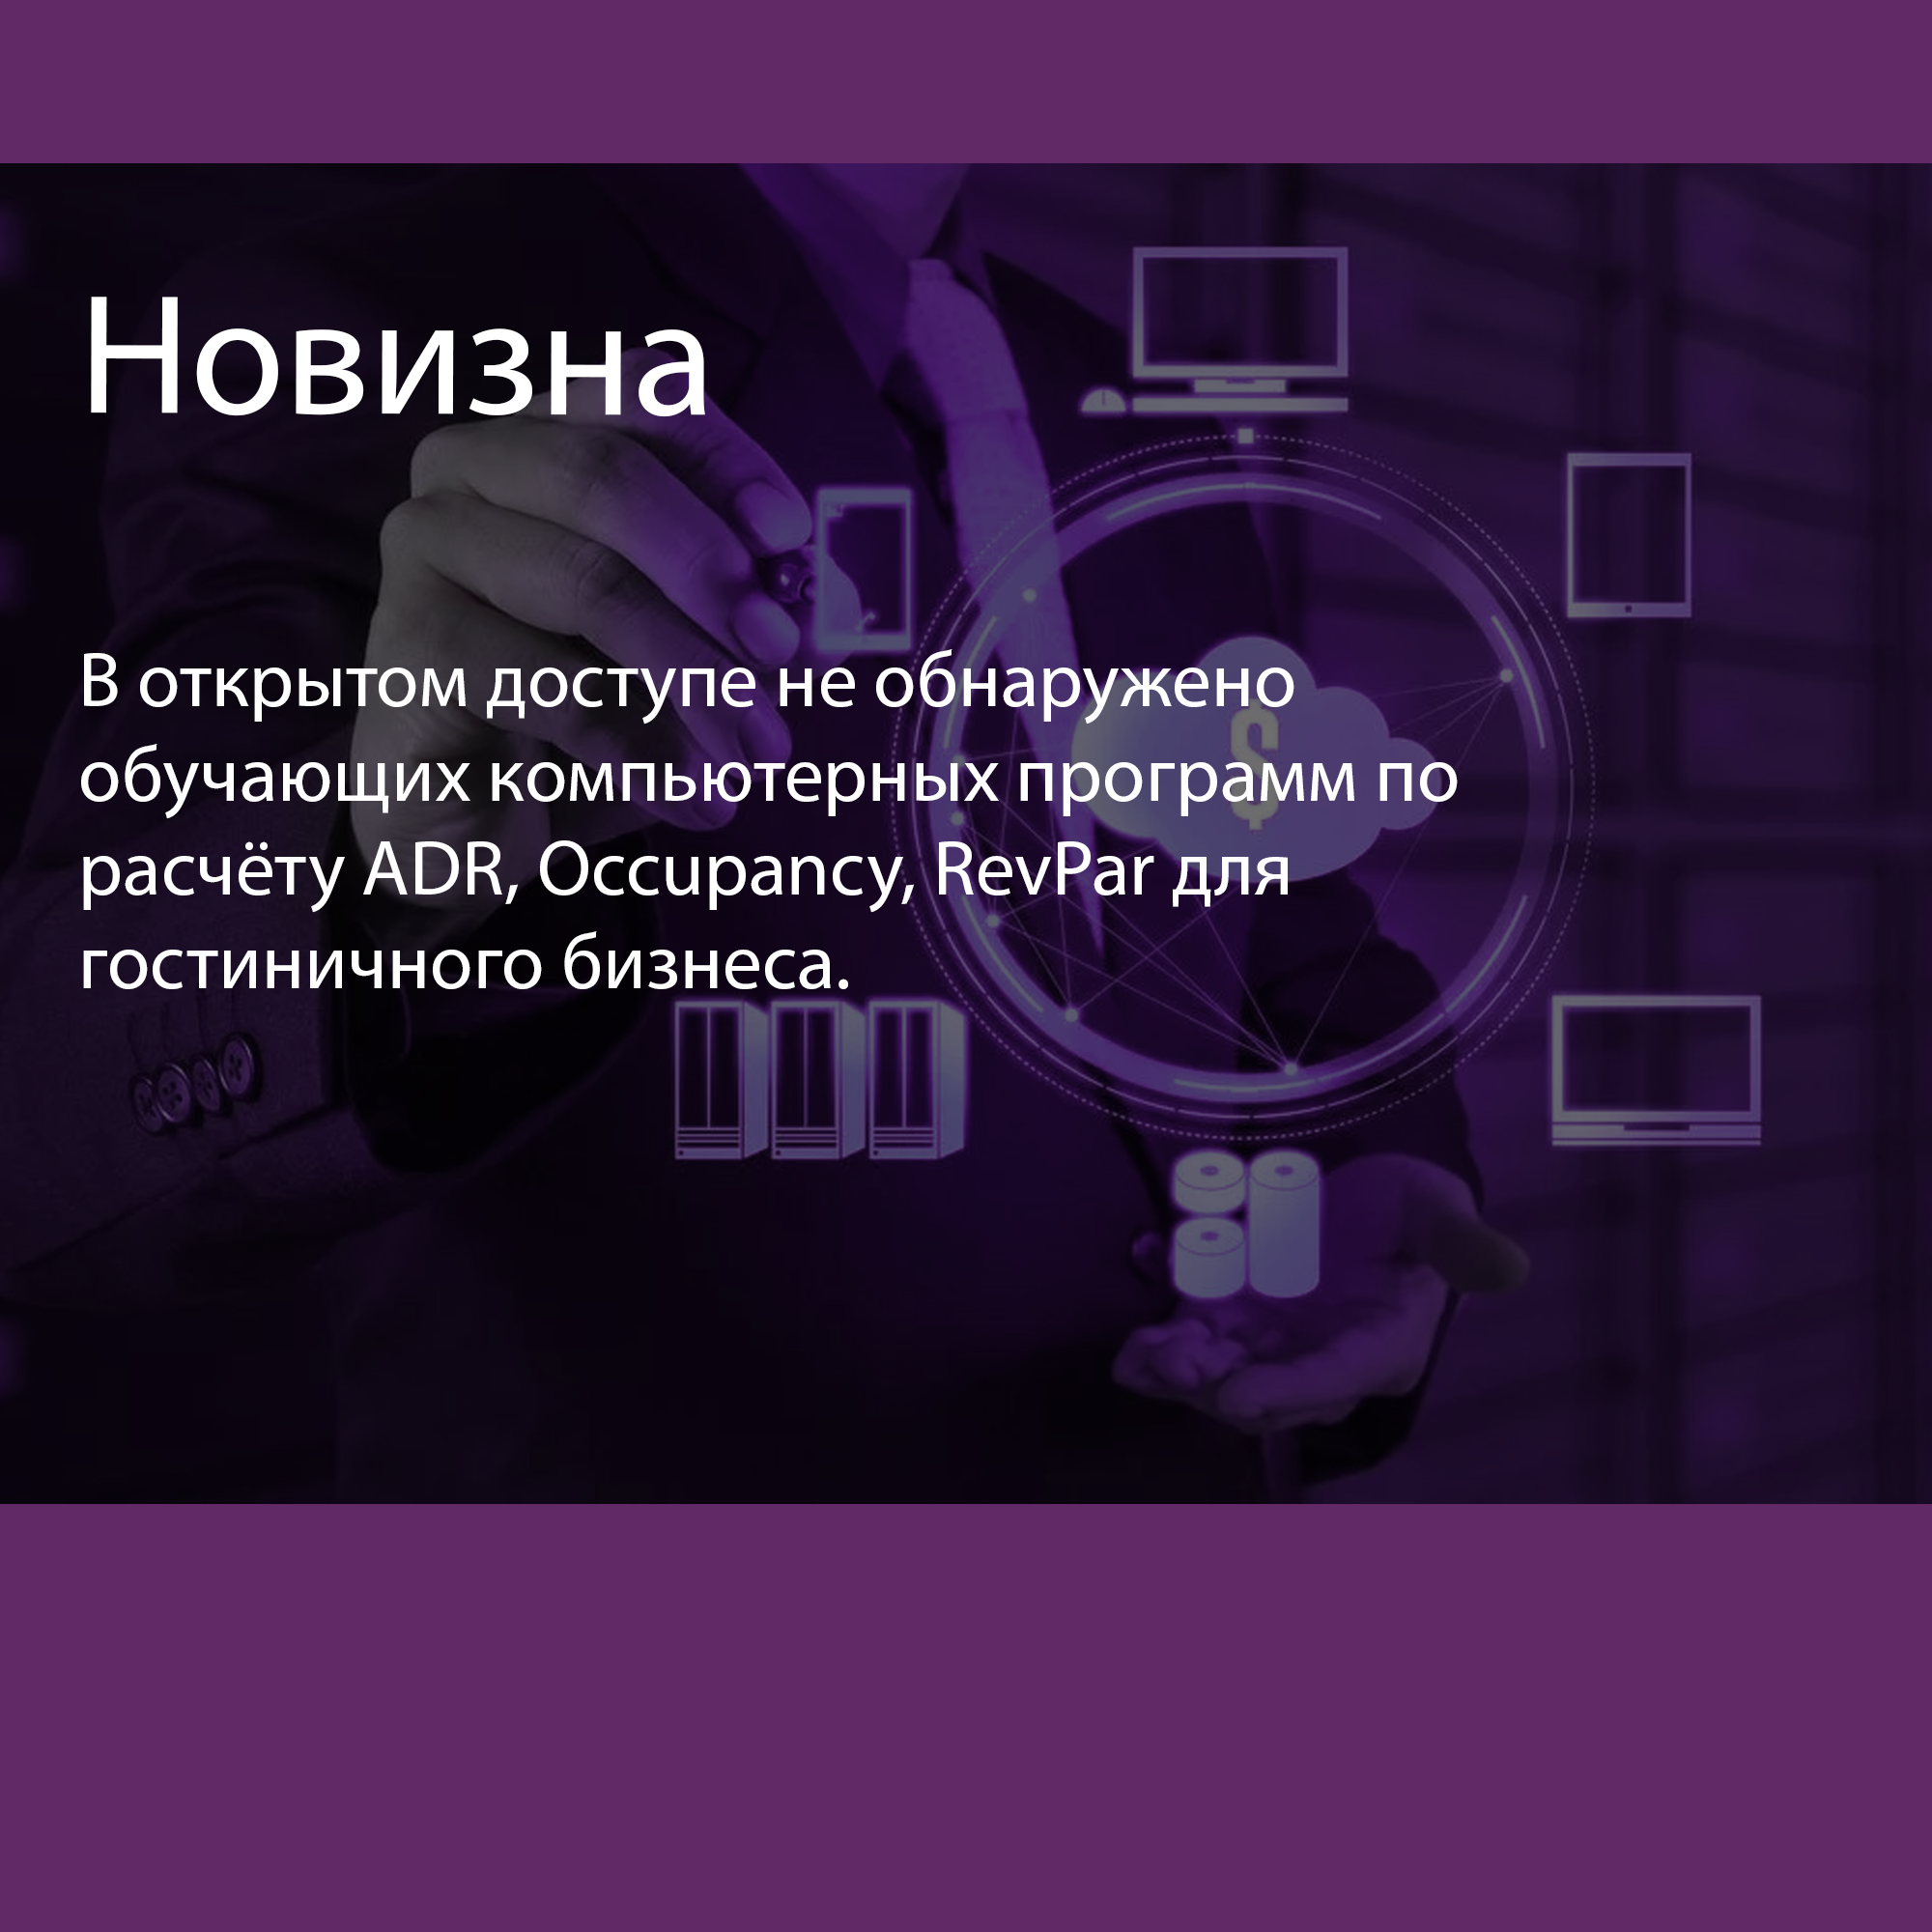 Новизна
В открытом доступе не обнаружено
обучающих компьютерных программ по
расчёту ADR, Occupancy, RevPar для
гостиничного бизнеса.
$